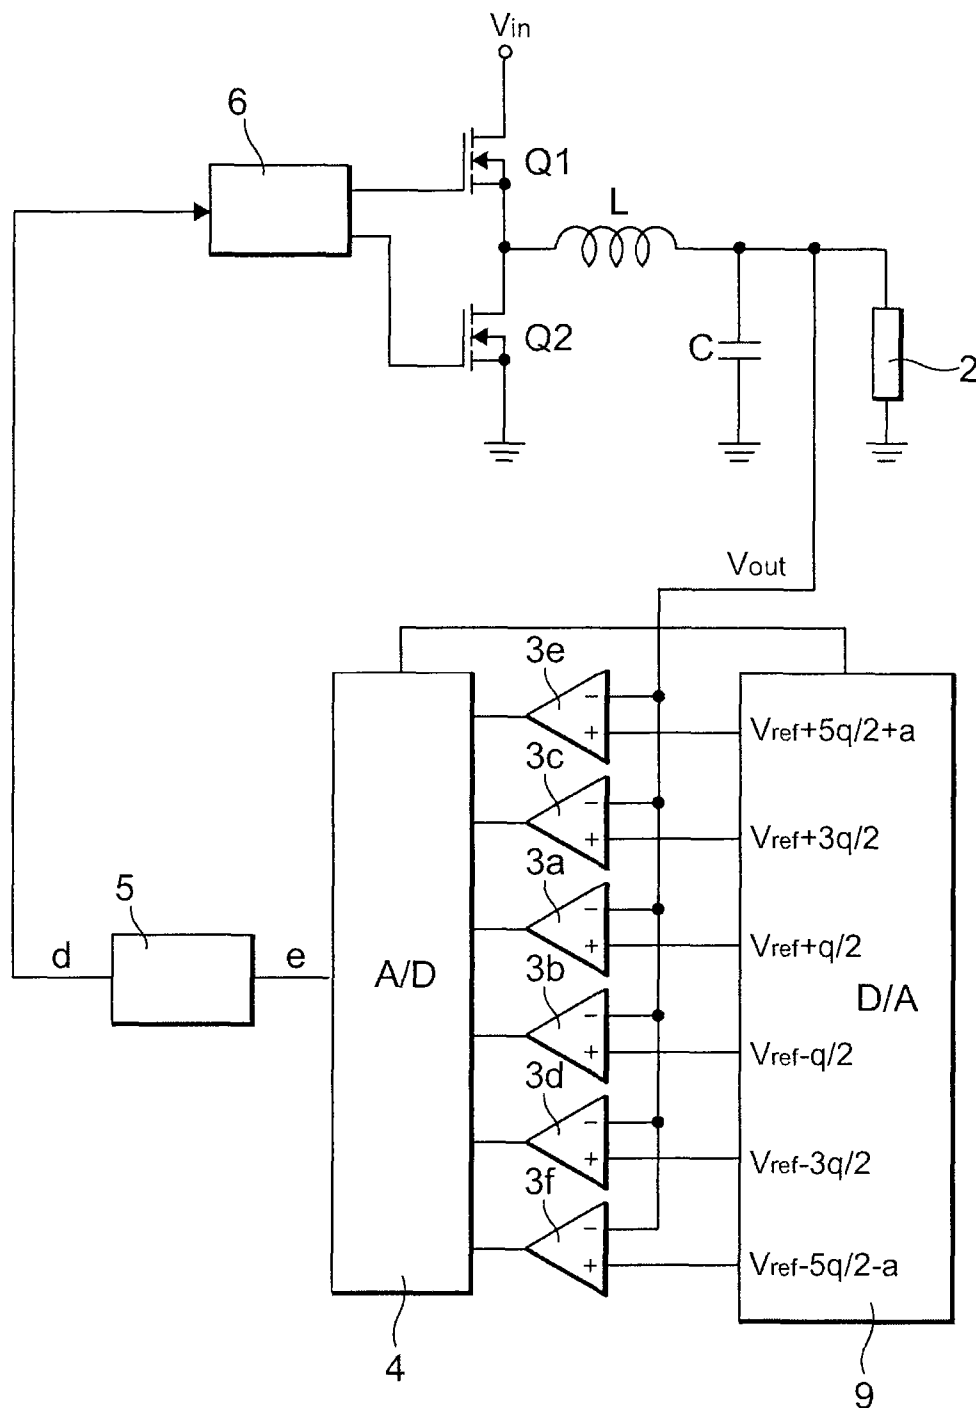 Vin
6
Q1
L
Q2
C
2
Vout
3e
- +
Vref+5q/2+a
3c
- +
Vref+3q/2
3a
- +
Vref+q/2
5
d
e
A/D
D/A
3b
- +
Vref-q/2
3d
- +
Vref-3q/2
3f
- +
Vref-5q/2-a
4
9